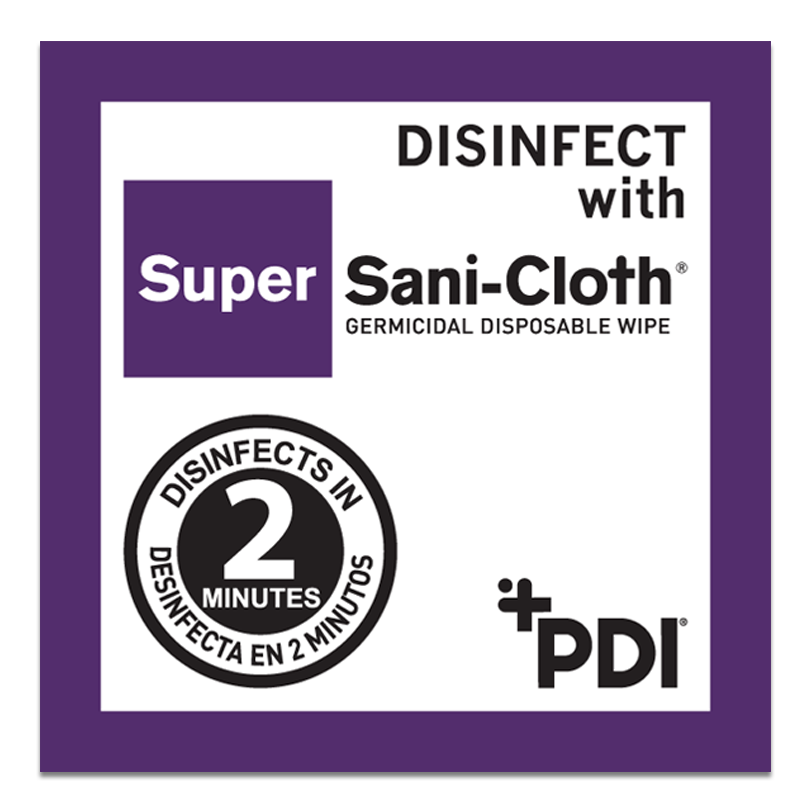 DISINFECT
with
Super
Sani-Cloth®
GERMICIDAL DISPOSABLE WIPE
DISINFECTS IN
2
MINUTES
DESINFECTA EN 2 MINUTOS
PDI®